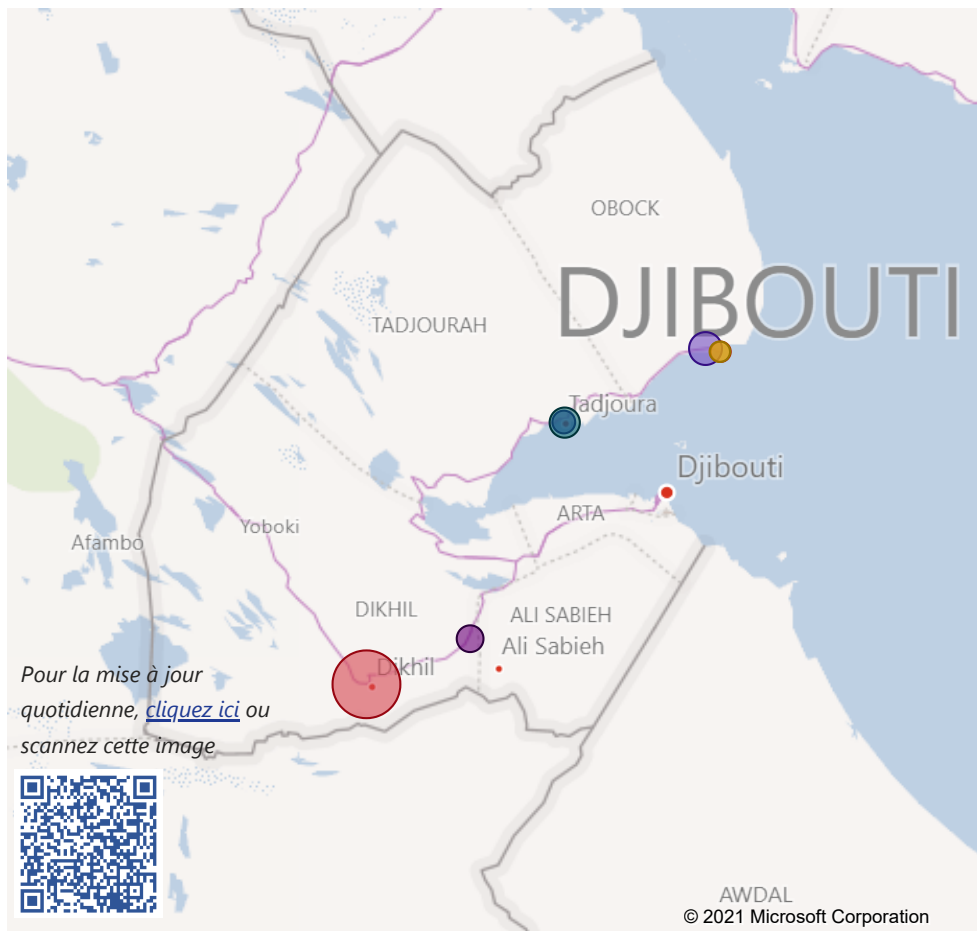 OBOCK
DJIBOUTI
TADJOURAH
Tadjoura
Djibouti
ARTA
Yoboki
Afambo
DIKHIL
ALI SABIEH
Ali Sabieh
Dikhil
Pour la mise à jour
quotidienne, cliquez ici ou
scannez cette image
AWDAL
© 2021 Microsoft Corporation